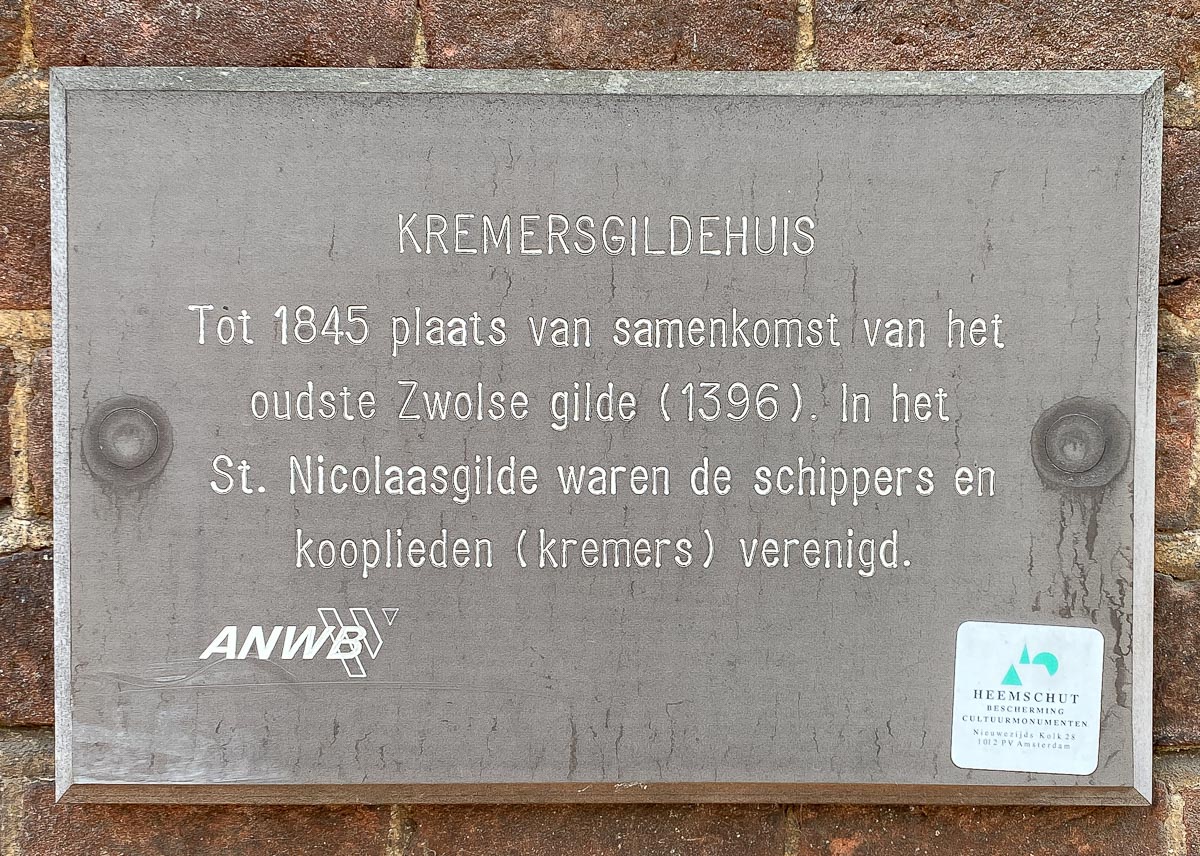 KREMERSGILDEHUIS
Tot 1845 plaats van samenkomst van het
oudste Zwolse gilde (1396). In het
St. Nicolaasgilde waren de schippers en
kooplieden (kremers) verenigd.
ANWB
HEEMSCHUT
BESCHERMING
CULTUURMONUMENTEN
Nieuwezijds Kolk 28
1012 PV Amsterdam